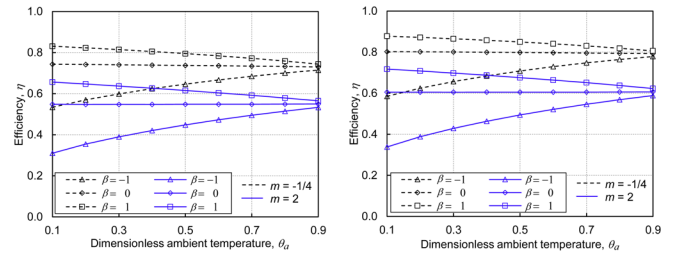 1.0
0.8
0.6
0.4
0.2
0.0
Efficiency, η
β = −1
β = 0
β = 1
β = −1
β = 0
β = 1
m = -1/4
m = 2
0.1 0.3 0.5 0.7 0.9
Dimensionless ambient temperature, θa
1.0
0.8
0.6
0.4
0.2
0.0
Efficiency, η
β = −1
β = 0
β = 1
β = −1
β = 0
β = 1
m = -1/4
m = 2
0.1 0.3 0.5 0.7 0.9
Dimensionless ambient temperature, θa